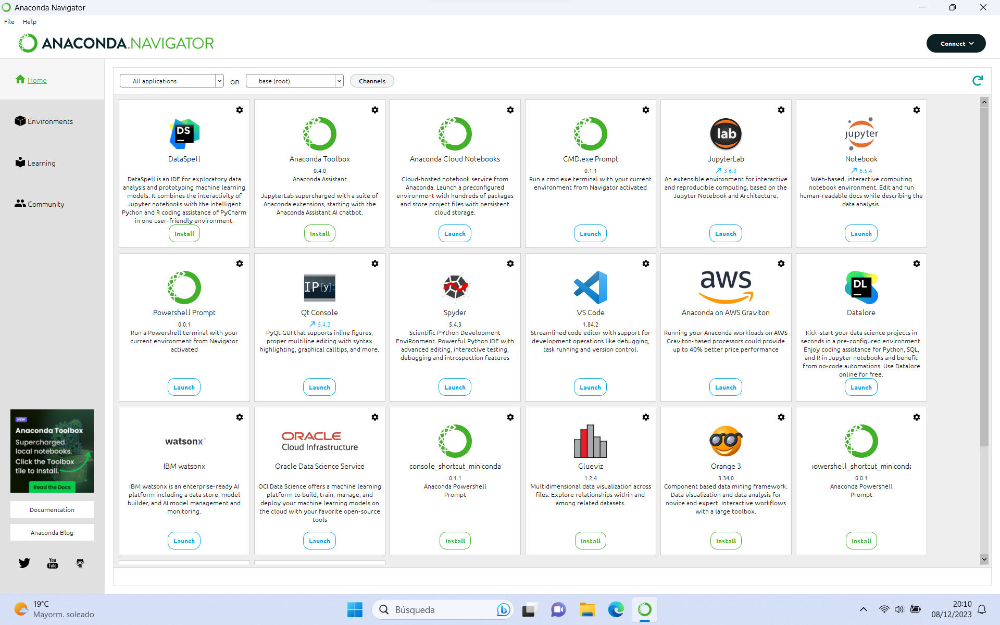 Anaconda Navigator
File Help
ANACONDA.NAVIGATOR
Connect
Home
Environments
Learning
Community
All applications on base (root) Channels
DS
DataSpell
DataSpell is an IDE for exploratory data
analysis and prototyping machine learning
models. It combines the interactivity of
Jupyter notebooks with the intelligent
Python and R coding assistance of PyCharm
in one user-friendly environment.
Install
Anaconda Toolbox
0.4.0
Anaconda Assistant
JupyterLab supercharged with a suite of
Anaconda extensions, starting with the
Anaconda Assistant AI chatbot.
Install
Anaconda Cloud Notebooks
Cloud-hosted notebook service from
Anaconda. Launch a preconfigured
environment with hundreds of packages
and store project files with persistent
cloud storage.
Launch
CMD.exe Prompt
0.1.1
Run a cmd.exe terminal with your current
environment from Navigator activated
Launch
lab
JupyterLab
3.6.3
An extensible environment for interactive
and reproducible computing, based on the
Jupyter Notebook and Architecture.
Launch
jupyter
Notebook
6.5.4
Web-based, interactive computing
notebook environment. Edit and run
human-readable docs while describing the
data analysis.
Launch
Powershell Prompt
0.0.1
Run a Powershell terminal with your
current environment from Navigator
activated
Launch
IP[y]:
Qt Console
5.4.2
PyQt GUI that supports inline figures,
proper multiline editing with syntax
highlighting, graphical calltips, and more.
Launch
Spyder
5.4.3
Scientific PYthon Development
EnviRonment. Powerful Python IDE with
advanced editing, interactive testing,
debugging and introspection features
Launch
VS Code
1.84.2
Streamlined code editor with support for
development operations like debugging,
task running and version control.
Launch
aws
Anaconda on AWS Graviton
Running your Anaconda workloads on AWS
Graviton-based processors could provide
up to 40% better price performance
Launch
DL
Datalore
Kick-start your data science projects in
seconds in a pre-configured environment.
Enjoy coding assistance for Python, SQL,
and R in Jupyter notebooks and benefit
from no-code automations. Use Datalore
online for free.
Launch
watsonx
IBM watsonx
IBM watsonx is an enterprise-ready AI
platform including a data store, model
builder, and AI model management and
monitoring.
Launch
ORACLE
Cloud Infrastructure
Oracle Data Science Service
OCI Data Science offers a machine learning
platform to build, train, manage, and
deploy your machine learning models on
the cloud with your favorite open-source
tools
Launch
console_shortcut_miniconda
0.1.1
Anaconda Powershell
Prompt
Install
Glueviz
1.2.4
Multidimensional data visualization across
files. Explore relationships within and
among related datasets.
Install
Orange 3
3.34.0
Component based data mining framework.
Data visualization and data analysis for
novice and expert. Interactive workflows
with a large toolbox.
Install
powershell_shortcut_miniconda
0.0.1
Anaconda Powershell
Prompt
Install
NEW
Anaconda Toolbox
Supercharged
local notebooks.
Click the Toolbox
tile to Install.
Read the Docs
Documentation
Anaconda Blog
You
Tube
19°C
Mayorm. soleado
Búsqueda
20:10
08/12/2023